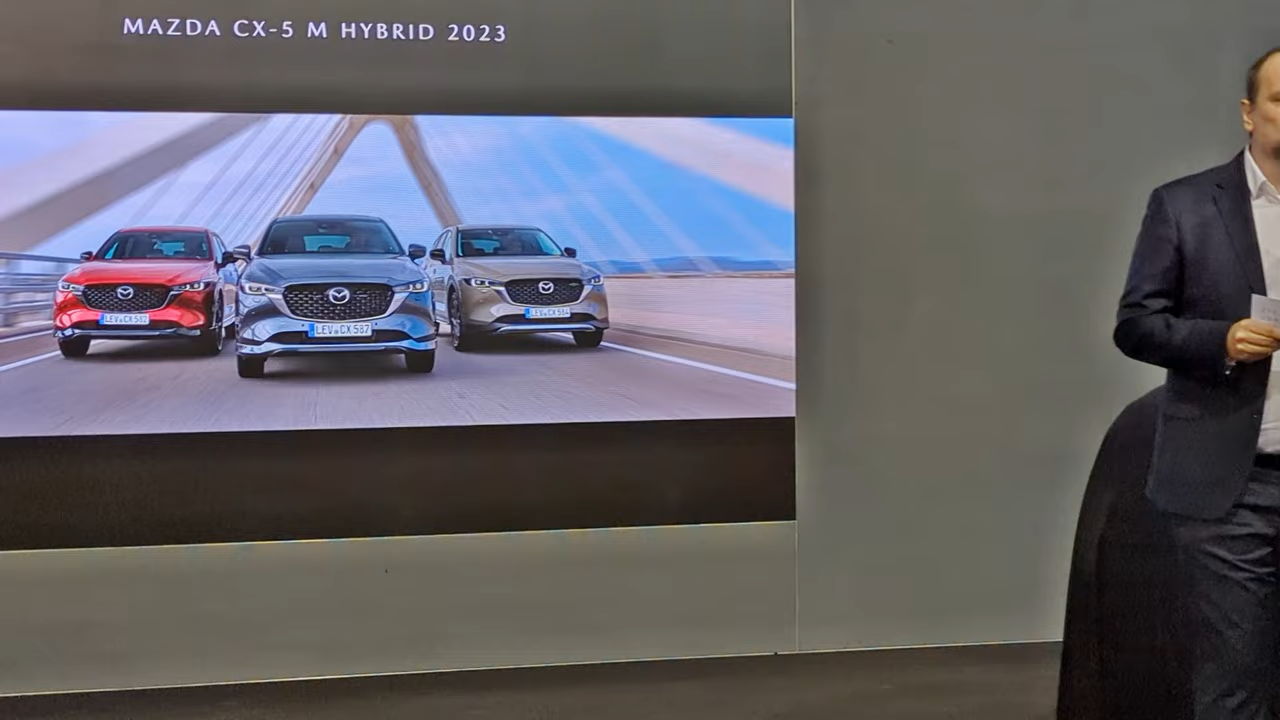 MAZDA CX-5 M HYBRID 2023
LEV CX 582
LEV CX 587
LEV CX 584